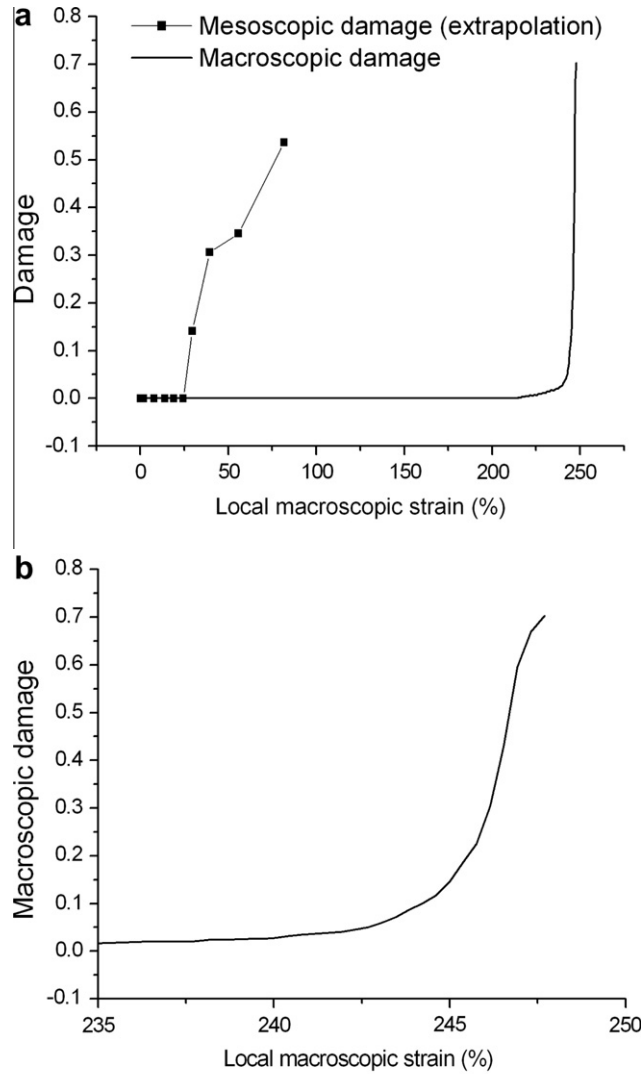 a
Mesoscopic damage (extrapolation)
Macroscopic damage
0.8
0.7
0.6
0.5
0.4
0.3
0.2
0.1
0.0
-0.1
Damage
0 50 100 150 200 250
Local macroscopic strain (%)
b
0.8
0.7
0.6
0.5
0.4
0.3
0.2
0.1
0.0
-0.1
Macroscopic damage
235 240 245 250
Local macroscopic strain (%)